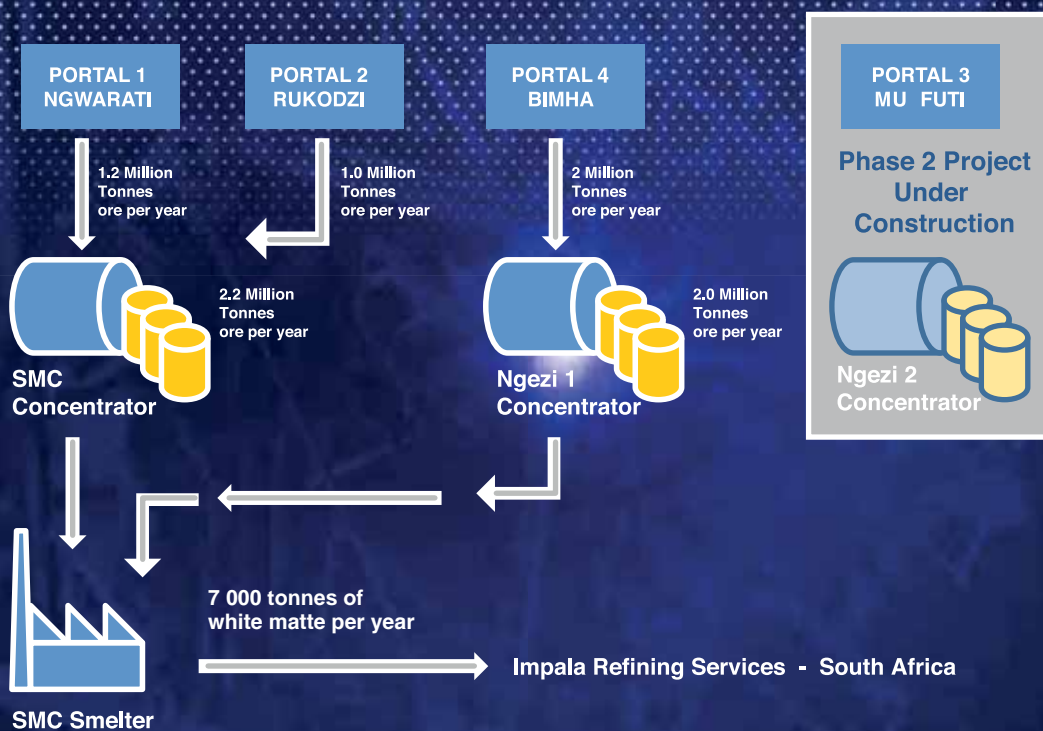 PORTAL 1
NGWARATI
PORTAL 2
RUKODZI
PORTAL 4
BIMHA
PORTAL 3
MU FUTI
1.2 Million
Tonnes
ore per year
1.0 Million
Tonnes
ore per year
2 Million
Tonnes
ore per year
Phase 2 Project
Under
Construction
2.2 Million
Tonnes
ore per year
2.0 Million
Tonnes
ore per year
SMC
Concentrator
Ngezi 1
Concentrator
Ngezi 2
Concentrator
7 000 tonnes of
white matte per year
Impala Refining Services - South Africa
SMC Smelter